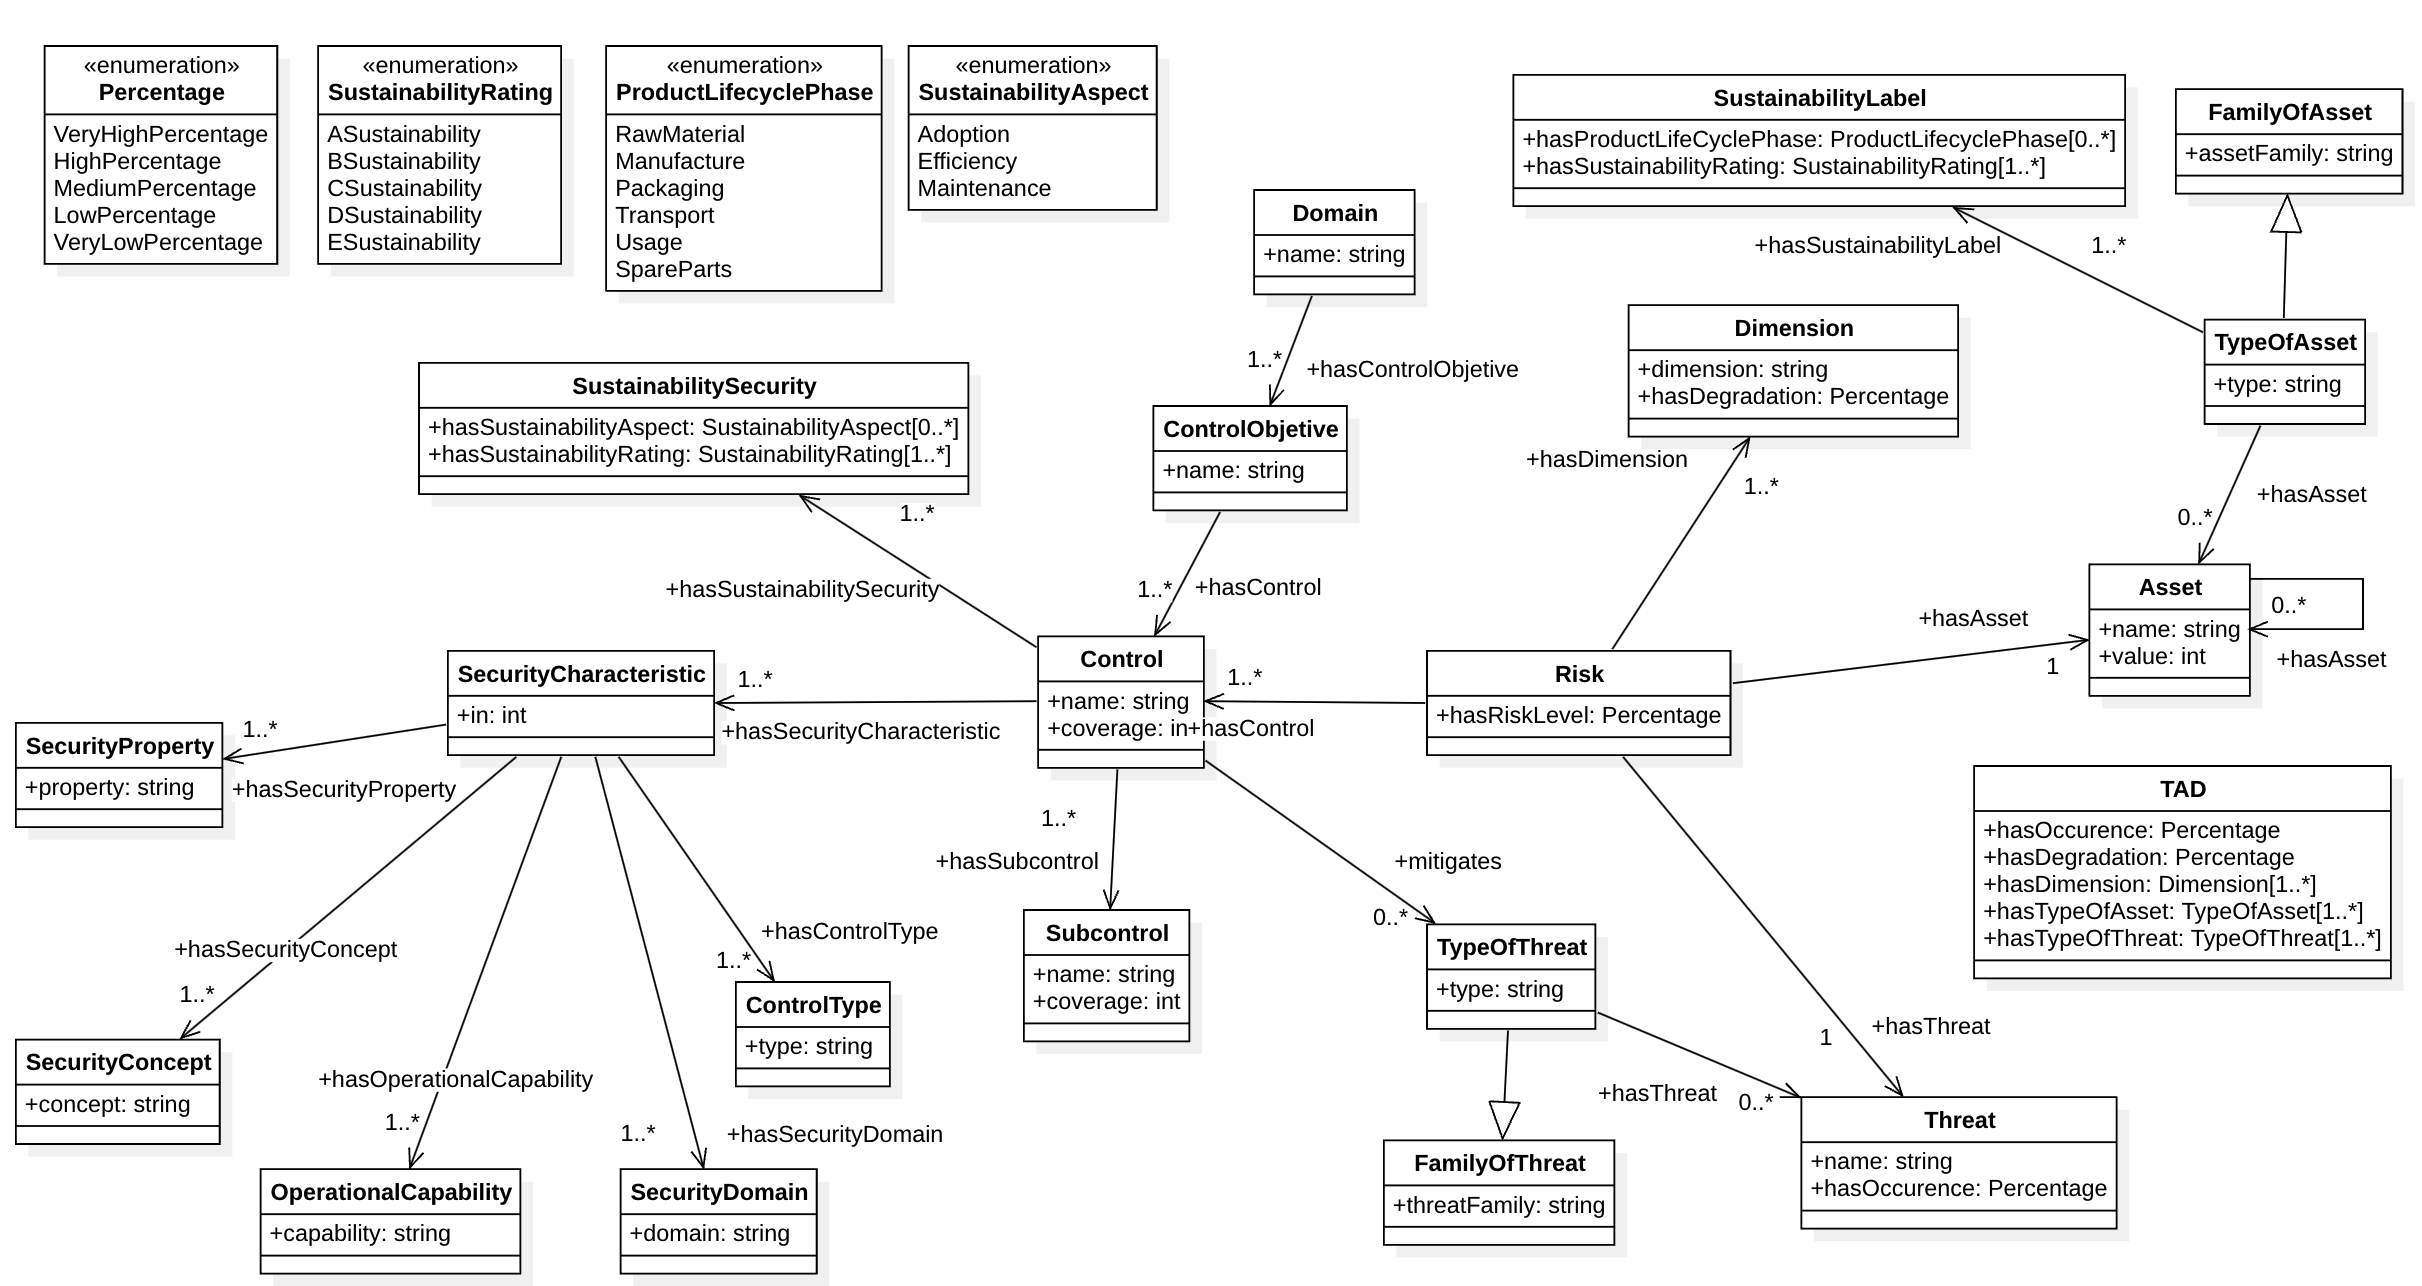 «enumeration»
Percentage
VeryHighPercentage
HighPercentage
MediumPercentage
LowPercentage
VeryLowPercentage
«enumeration»
SustainabilityRating
ASustainability
BSustainability
CSustainability
DSustainability
ESustainability
«enumeration»
ProductLifecyclePhase
RawMaterial
Manufacture
Packaging
Transport
Usage
SpareParts
«enumeration»
SustainabilityAspect
Adoption
Efficiency
Maintenance
SustainabilityLabel
+hasProductLifeCyclePhase: ProductLifecyclePhase[0..*]
+hasSustainabilityRating: SustainabilityRating[1..*]
FamilyOfAsset
+assetFamily: string
Domain
+name: string
+hasSustainabilityLabel
1..*
Dimension
+dimension: string
+hasDegradation: Percentage
TypeOfAsset
+type: string
1..*
+hasControlObjetive
SustainabilitySecurity
+hasSustainabilityAspect: SustainabilityAspect[0..*]
+hasSustainabilityRating: SustainabilityRating[1..*]
ControlObjetive
+name: string
+hasDimension
1..*
+hasAsset
0..*
1..*
+hasSustainabilitySecurity
1..*
+hasControl
Asset
+name: string
+value: int
0..*
+hasAsset
+hasAsset
1
SecurityCharacteristic
+in: int
1..*
+hasSecurityCharacteristic
Control
+name: string
+coverage: in
1..*
+hasControl
Risk
+hasRiskLevel: Percentage
SecurityProperty
+property: string
1..*
+hasSecurityProperty
TAD
+hasOccurence: Percentage
+hasDegradation: Percentage
+hasDimension: Dimension[1..*]
+hasTypeOfAsset: TypeOfAsset[1..*]
+hasTypeOfThreat: TypeOfThreat[1..*]
1..*
+hasSubcontrol
+mitigates
0..*
+hasSecurityConcept
1..*
+hasControlType
1..*
Subcontrol
+name: string
+coverage: int
TypeOfThreat
+type: string
ControlType
+type: string
+hasThreat
1
SecurityConcept
+concept: string
+hasOperationalCapability
1..*
1..*
+hasSecurityDomain
+hasThreat
0..*
OperationalCapability
+capability: string
SecurityDomain
+domain: string
FamilyOfThreat
+threatFamily: string
Threat
+name: string
+hasOccurence: Percentage